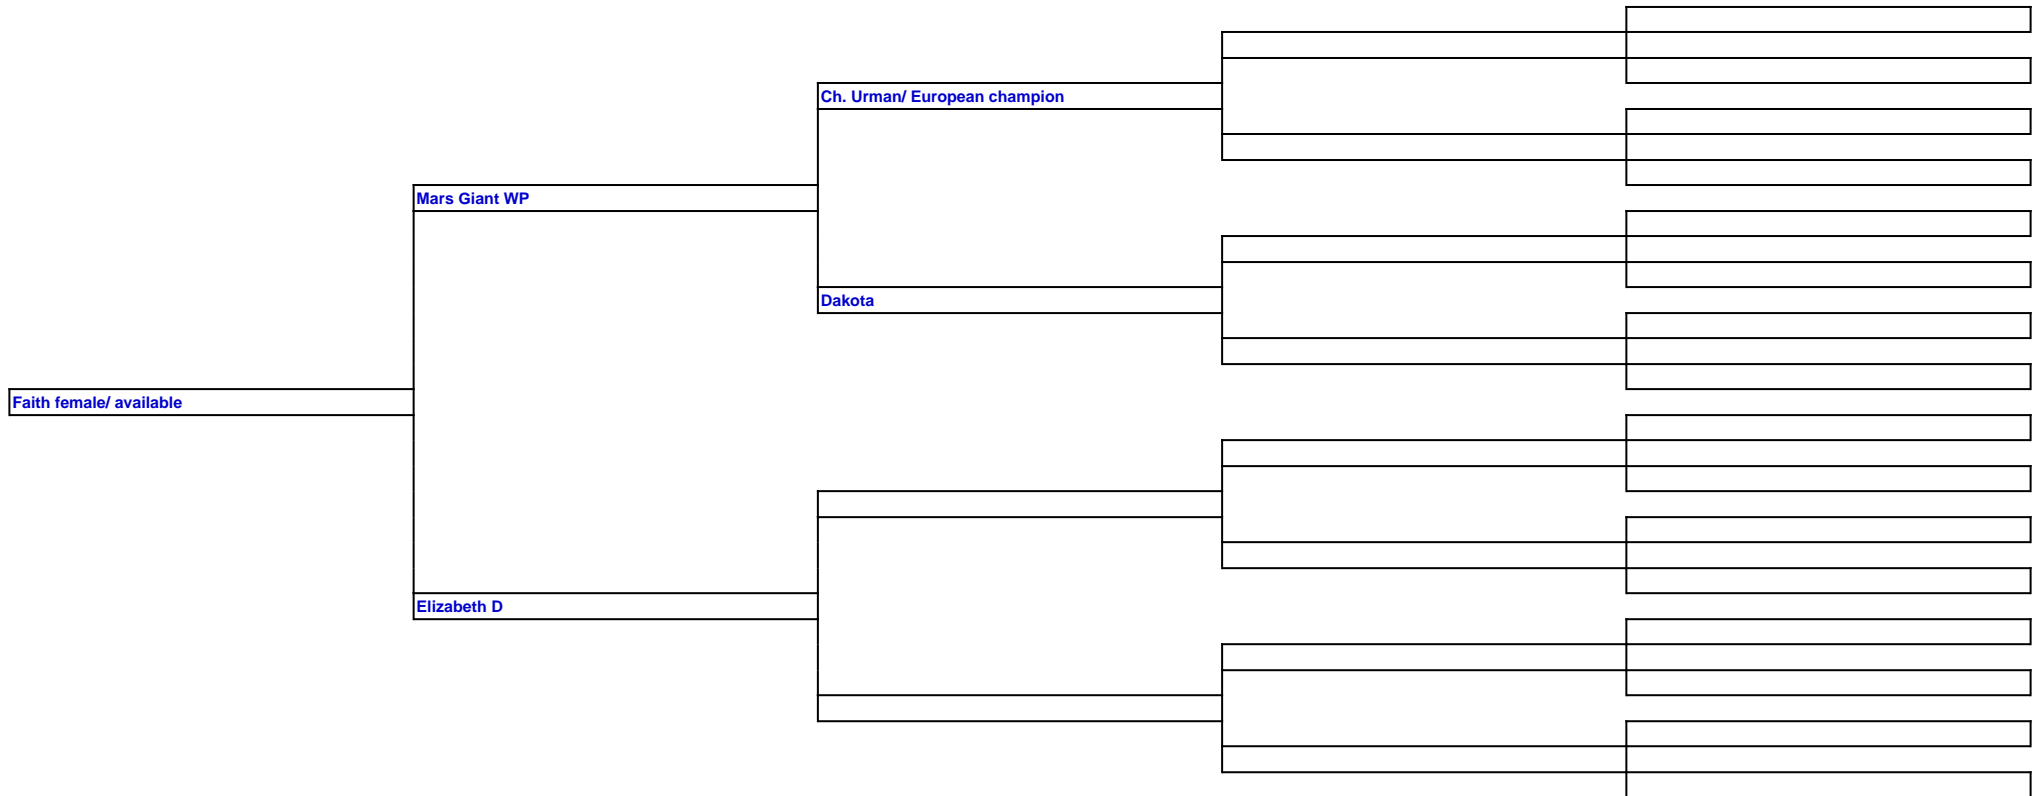 Ch. Urman/ European champion
Mars Giant WP
Dakota
Faith female/ available
Elizabeth D